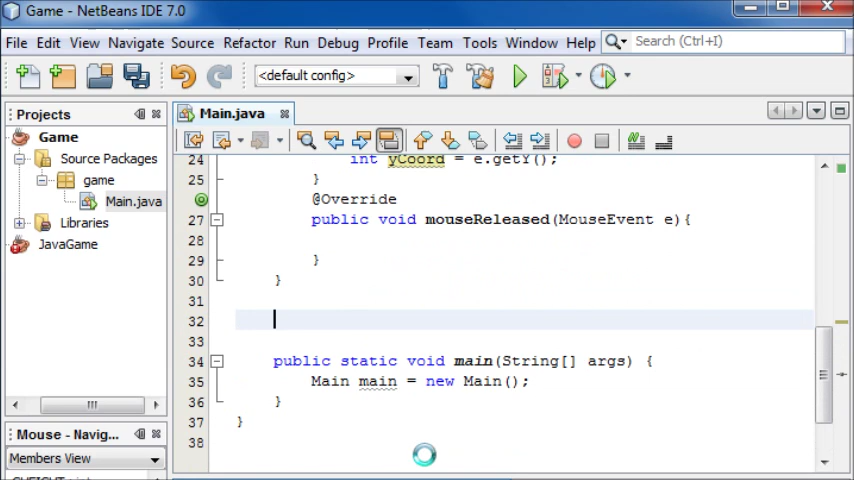 Game - NetBeans IDE 7.0
File Edit View Navigate Source Refactor Run Debug Profile Team Tools Window Help Search (Ctrl+I)
<default config>
Projects
Game
Source Packages
game
Main.java
Libraries
JavaGame
Main.java
24 int yCoord = e.getY();
25 }
@Override
27 public void mouseReleased(MouseEvent e){
28
29 }
30 }
31
32
33
34 public static void main(String[] args) {
35 Main main = new Main();
36 }
37 }
38
Mouse - Navig...
Members View